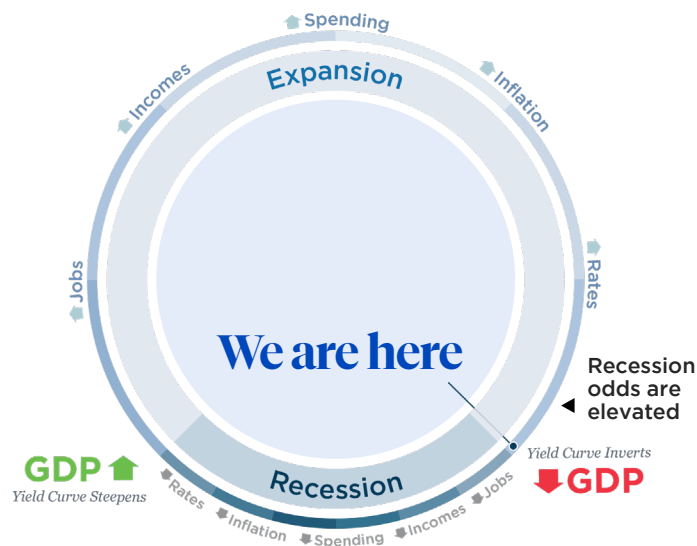 Spending
Incomes
Expansion
Inflation
Jobs
Rates
We are here
Recession
odds are
elevated
GDP
Yield Curve Steepens
Yield Curve Inverts
GDP
Recession
Rates
Inflation
Spending
Incomes
Jobs